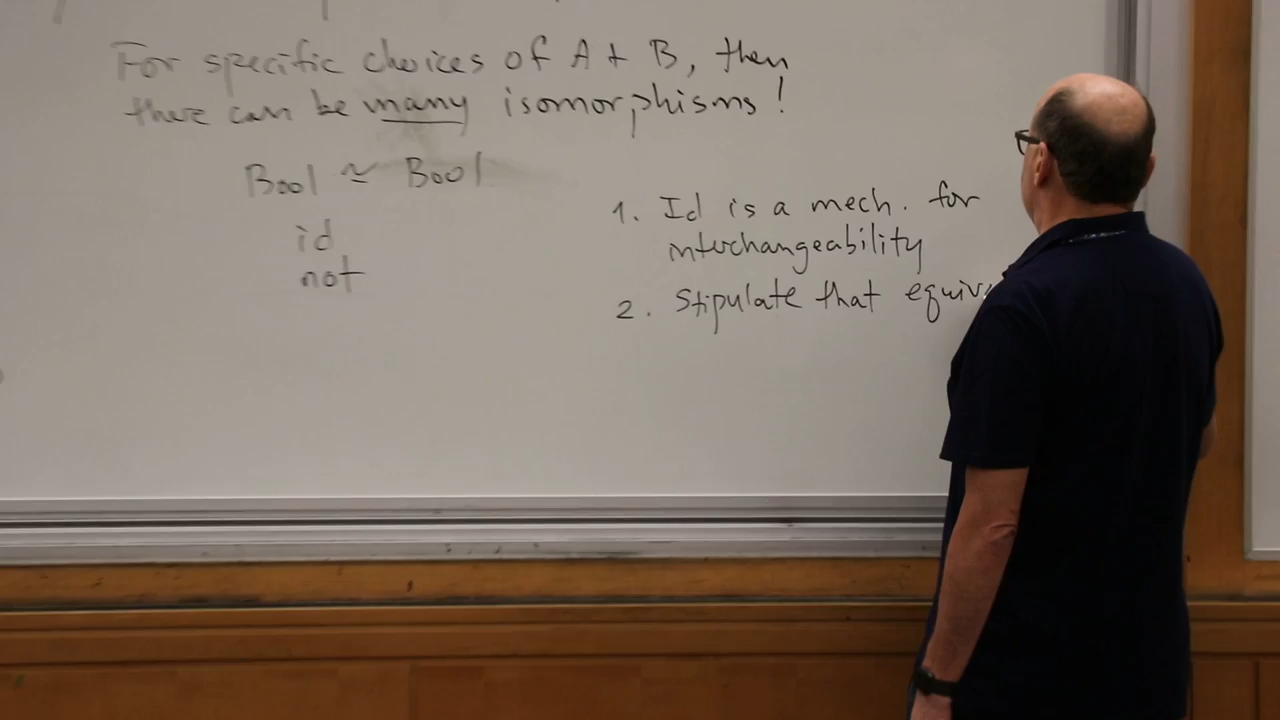 For specific choices of A + B, then
there can be many isomorphisms!
Bool ≃ Bool
id
not
1. Id is a mech. for
interchangeability
2. Stipulate that equiv